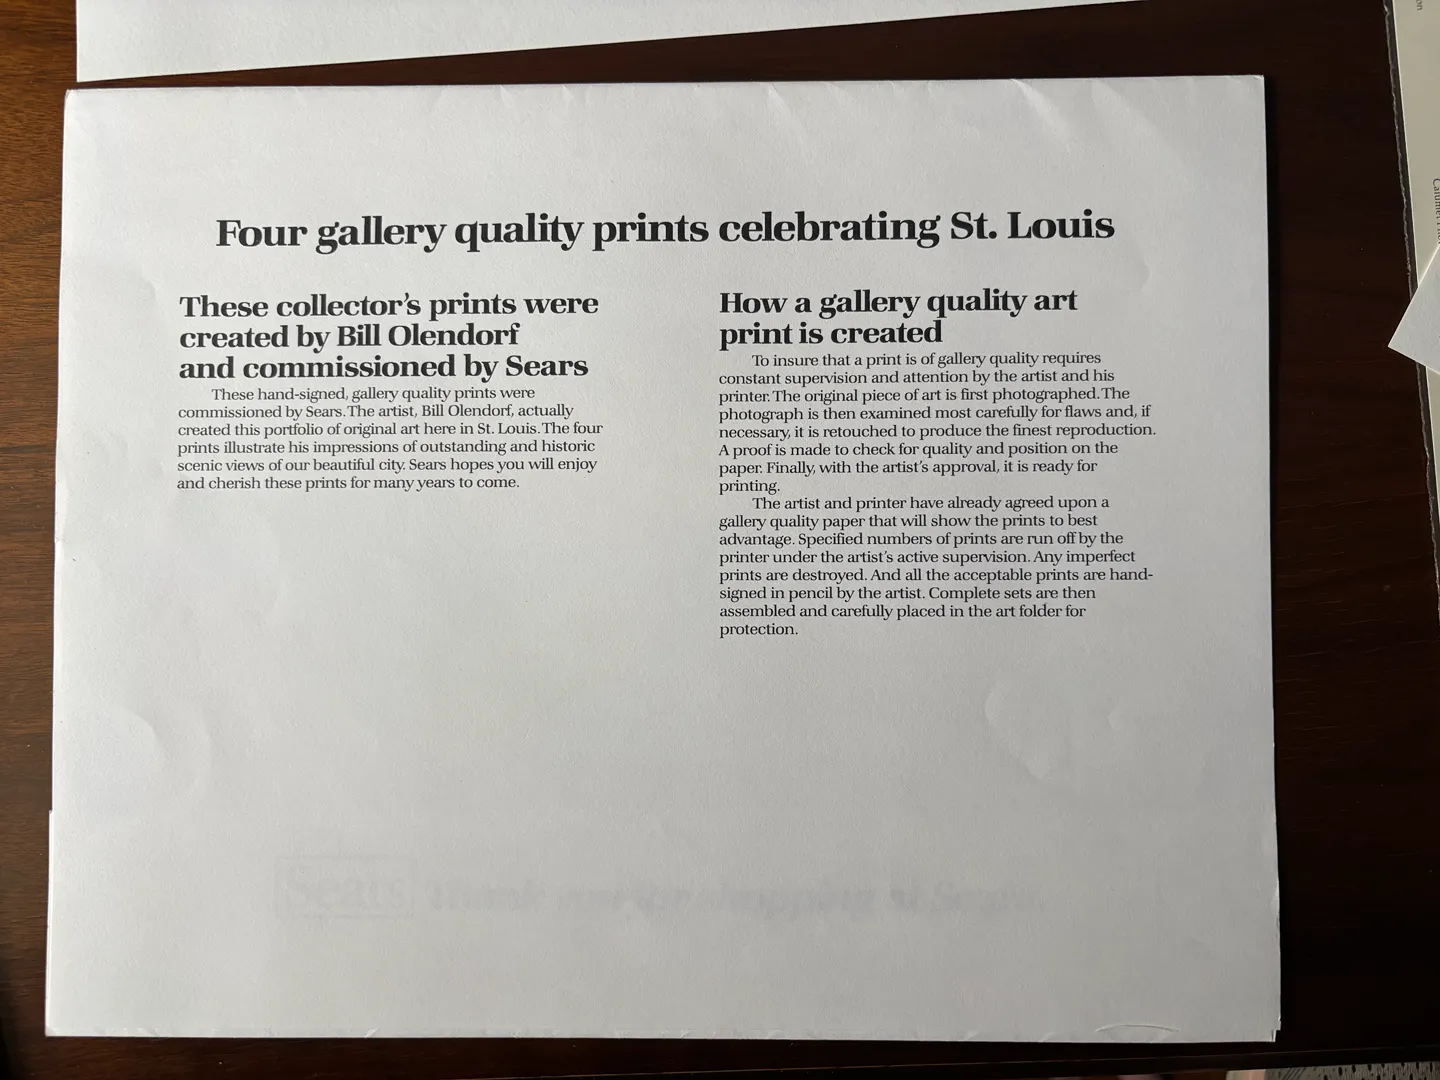 Four gallery quality prints celebrating St. Louis
These collector's prints were
created by Bill Olendorf
and commissioned by Sears
These hand-signed, gallery quality prints were
commissioned by Sears. The artist, Bill Olendorf, actually
created this portfolio of original art here in St. Louis. The four
prints illustrate his impressions of outstanding and historic
scenic views of our beautiful city. Sears hopes you will enjoy
and cherish these prints for many years to come.
How a gallery quality art
print is created
To insure that a print is of gallery quality requires
constant supervision and attention by the artist and his
printer. The original piece of art is first photographed. The
photograph is then examined most carefully for flaws and, if
necessary, it is retouched to produce the finest reproduction.
A proof is made to check for quality and position on the
paper. Finally, with the artist's approval, it is ready for
printing.
The artist and printer have already agreed upon a
gallery quality paper that will show the prints to best
advantage. Specified numbers of prints are run off by the
printer under the artist's active supervision. Any imperfect
prints are destroyed. And all the acceptable prints are hand-
signed in pencil by the artist. Complete sets are then
assembled and carefully placed in the art folder for
protection.
Sears Thank you for shopping at Sears.